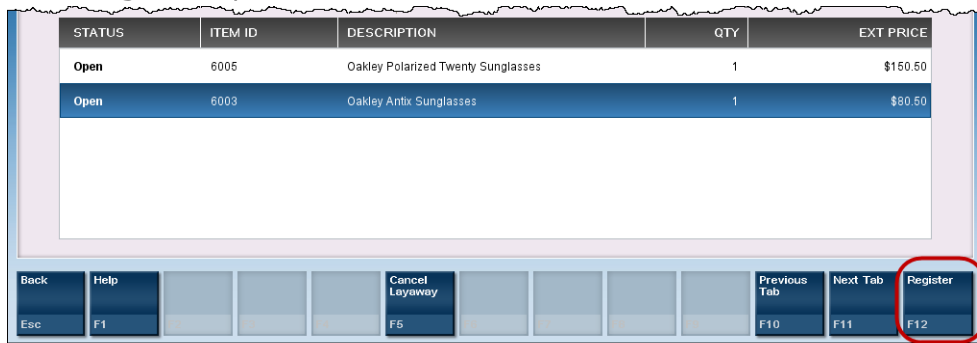 STATUS ITEM ID DESCRIPTION QTY EXT PRICE
Open 6005 Oakley Polarized Twenty Sunglasses 1 $150.50
Open 6003 Oakley Antix Sunglasses 1 $80.50
Back Help Cancel Previous Next Tab Register
Layaway Tab
Esc F1 F5 F10 F11 F12